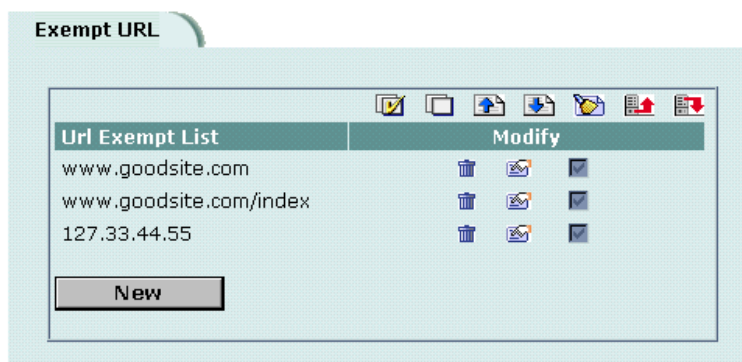 Exempt URL
Url Exempt List Modify
www.goodsite.com
www.goodsite.com/index
127.33.44.55
New